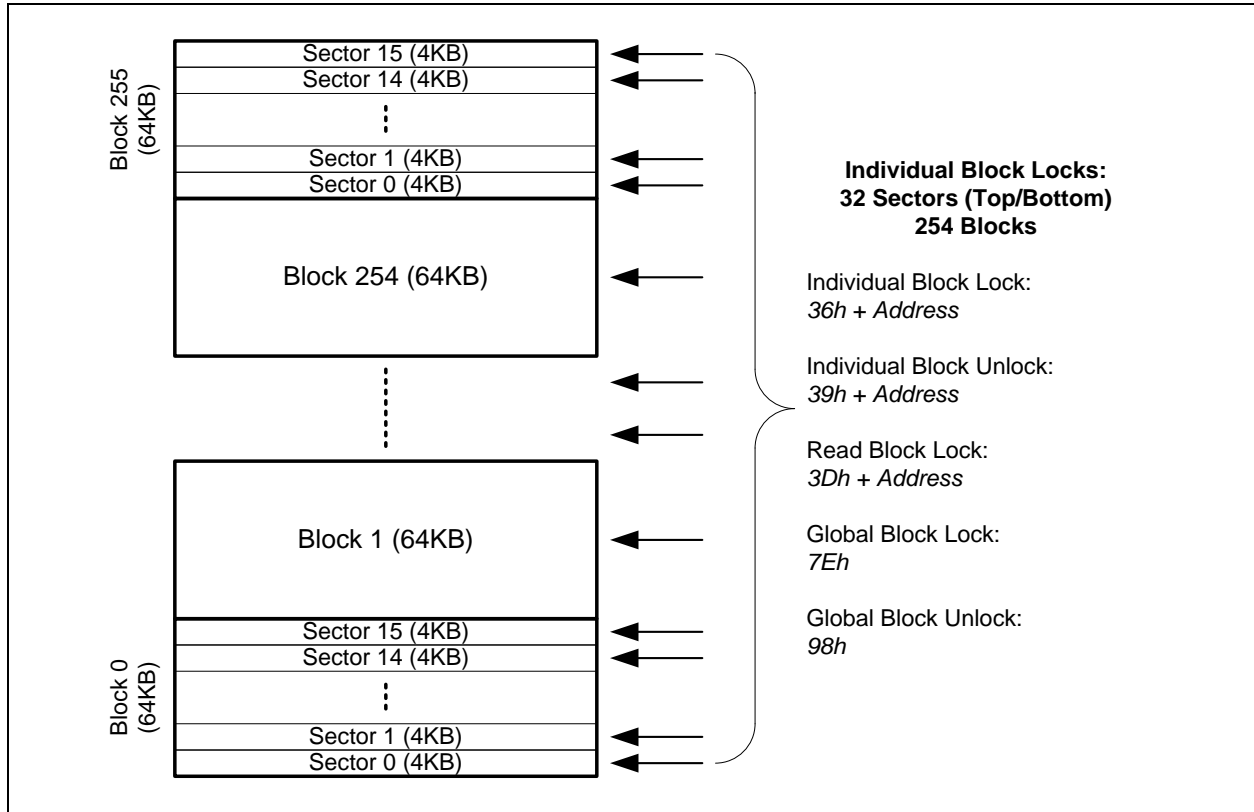 Block 255
(64KB)
Sector 15 (4KB)
Sector 14 (4KB)
Sector 1 (4KB)
Sector 0 (4KB)
Block 254 (64KB)
Block 1 (64KB)
Block 0
(64KB)
Sector 15 (4KB)
Sector 14 (4KB)
Sector 1 (4KB)
Sector 0 (4KB)
Individual Block Locks:
32 Sectors (Top/Bottom)
254 Blocks
Individual Block Lock:
36h + Address
Individual Block Unlock:
39h + Address
Read Block Lock:
3Dh + Address
Global Block Lock:
7Eh
Global Block Unlock:
98h